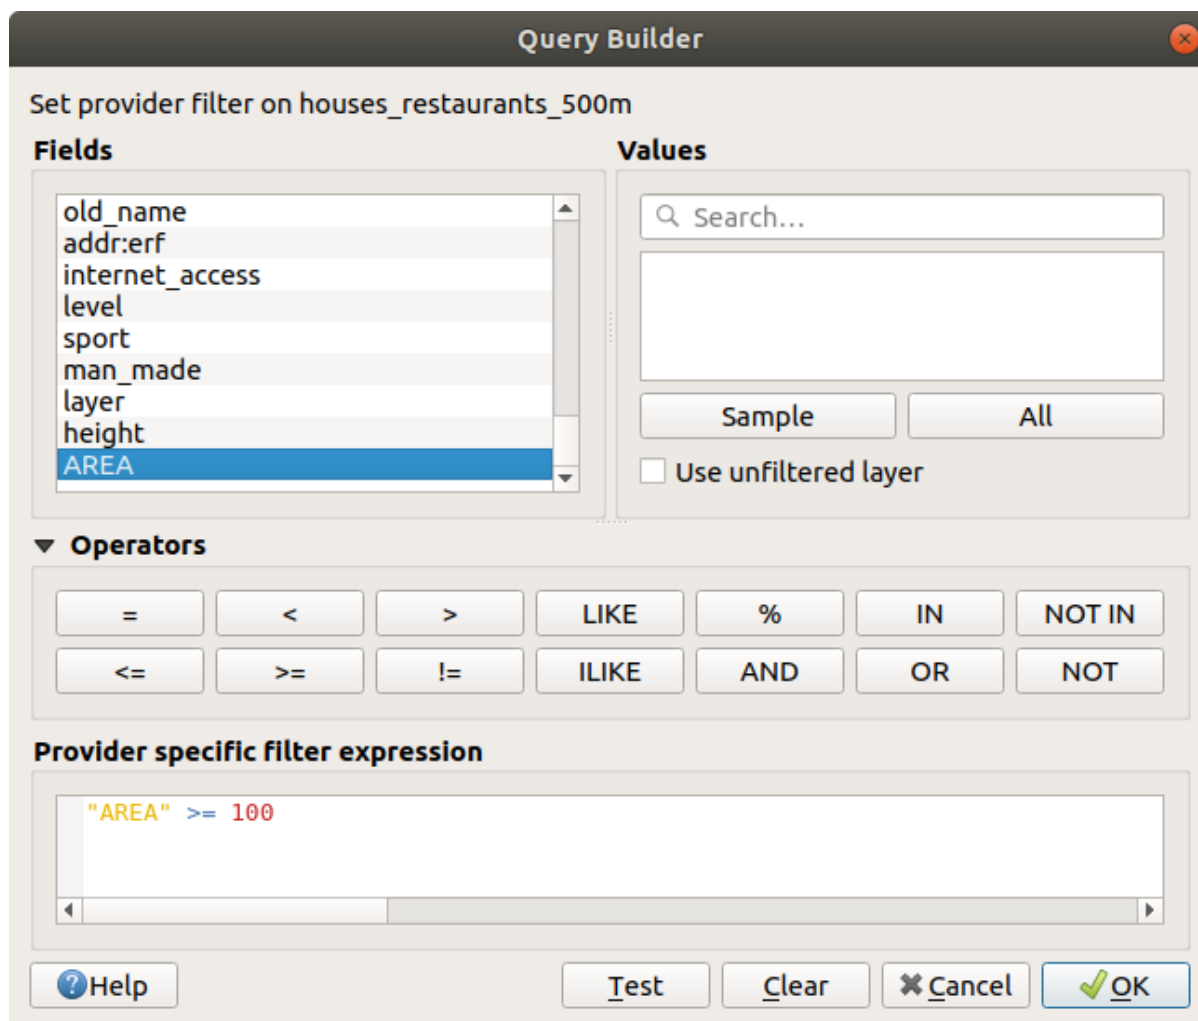 Query Builder
Set provider filter on houses_restaurants_500m
Fields
Values
old_name
addr:erf
internet_access
level
sport
man_made
layer
height
AREA
Search...
Sample
All
Use unfiltered layer
Operators
= < > LIKE % IN NOT IN
<= >= != ILIKE AND OR NOT
Provider specific filter expression
"AREA" >= 100
Help Test Clear Cancel OK